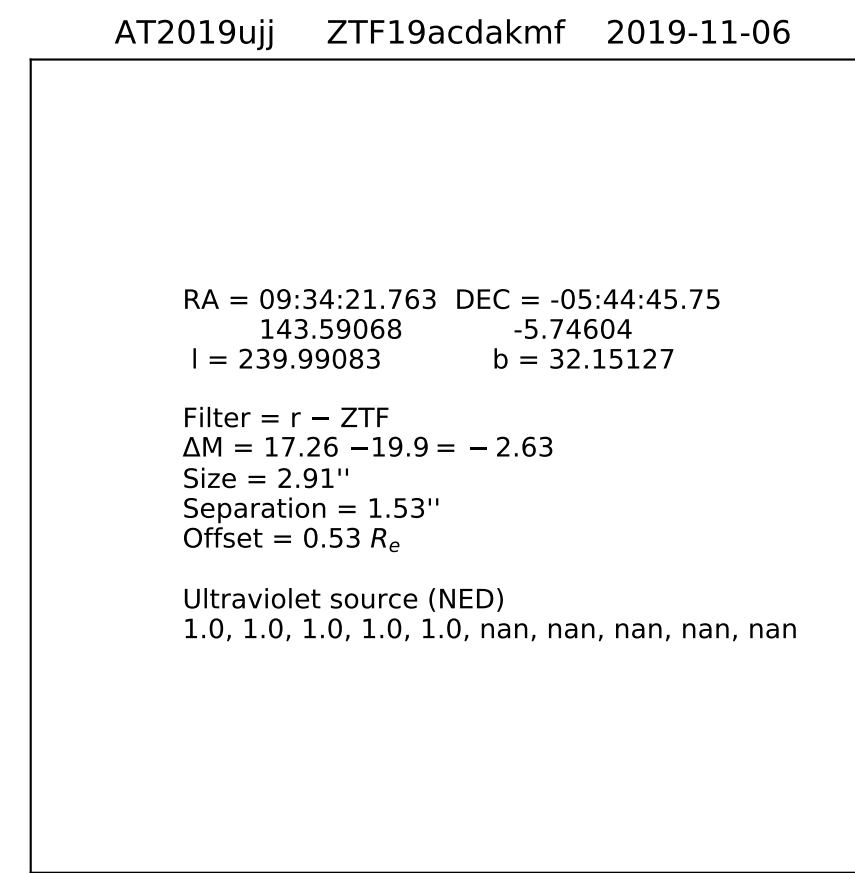 AT2019ujj ZTF19acdakmf 2019-11-06
RA = 09:34:21.763 DEC = -05:44:45.75
143.59068 -5.74604
l = 239.99083 b = 32.15127
Filter = r − ZTF
ΔM = 17.26 −19.9 = − 2.63
Size = 2.91''
Separation = 1.53''
Offset = 0.53 Re
Ultraviolet source (NED)
1.0, 1.0, 1.0, 1.0, 1.0, nan, nan, nan, nan, nan